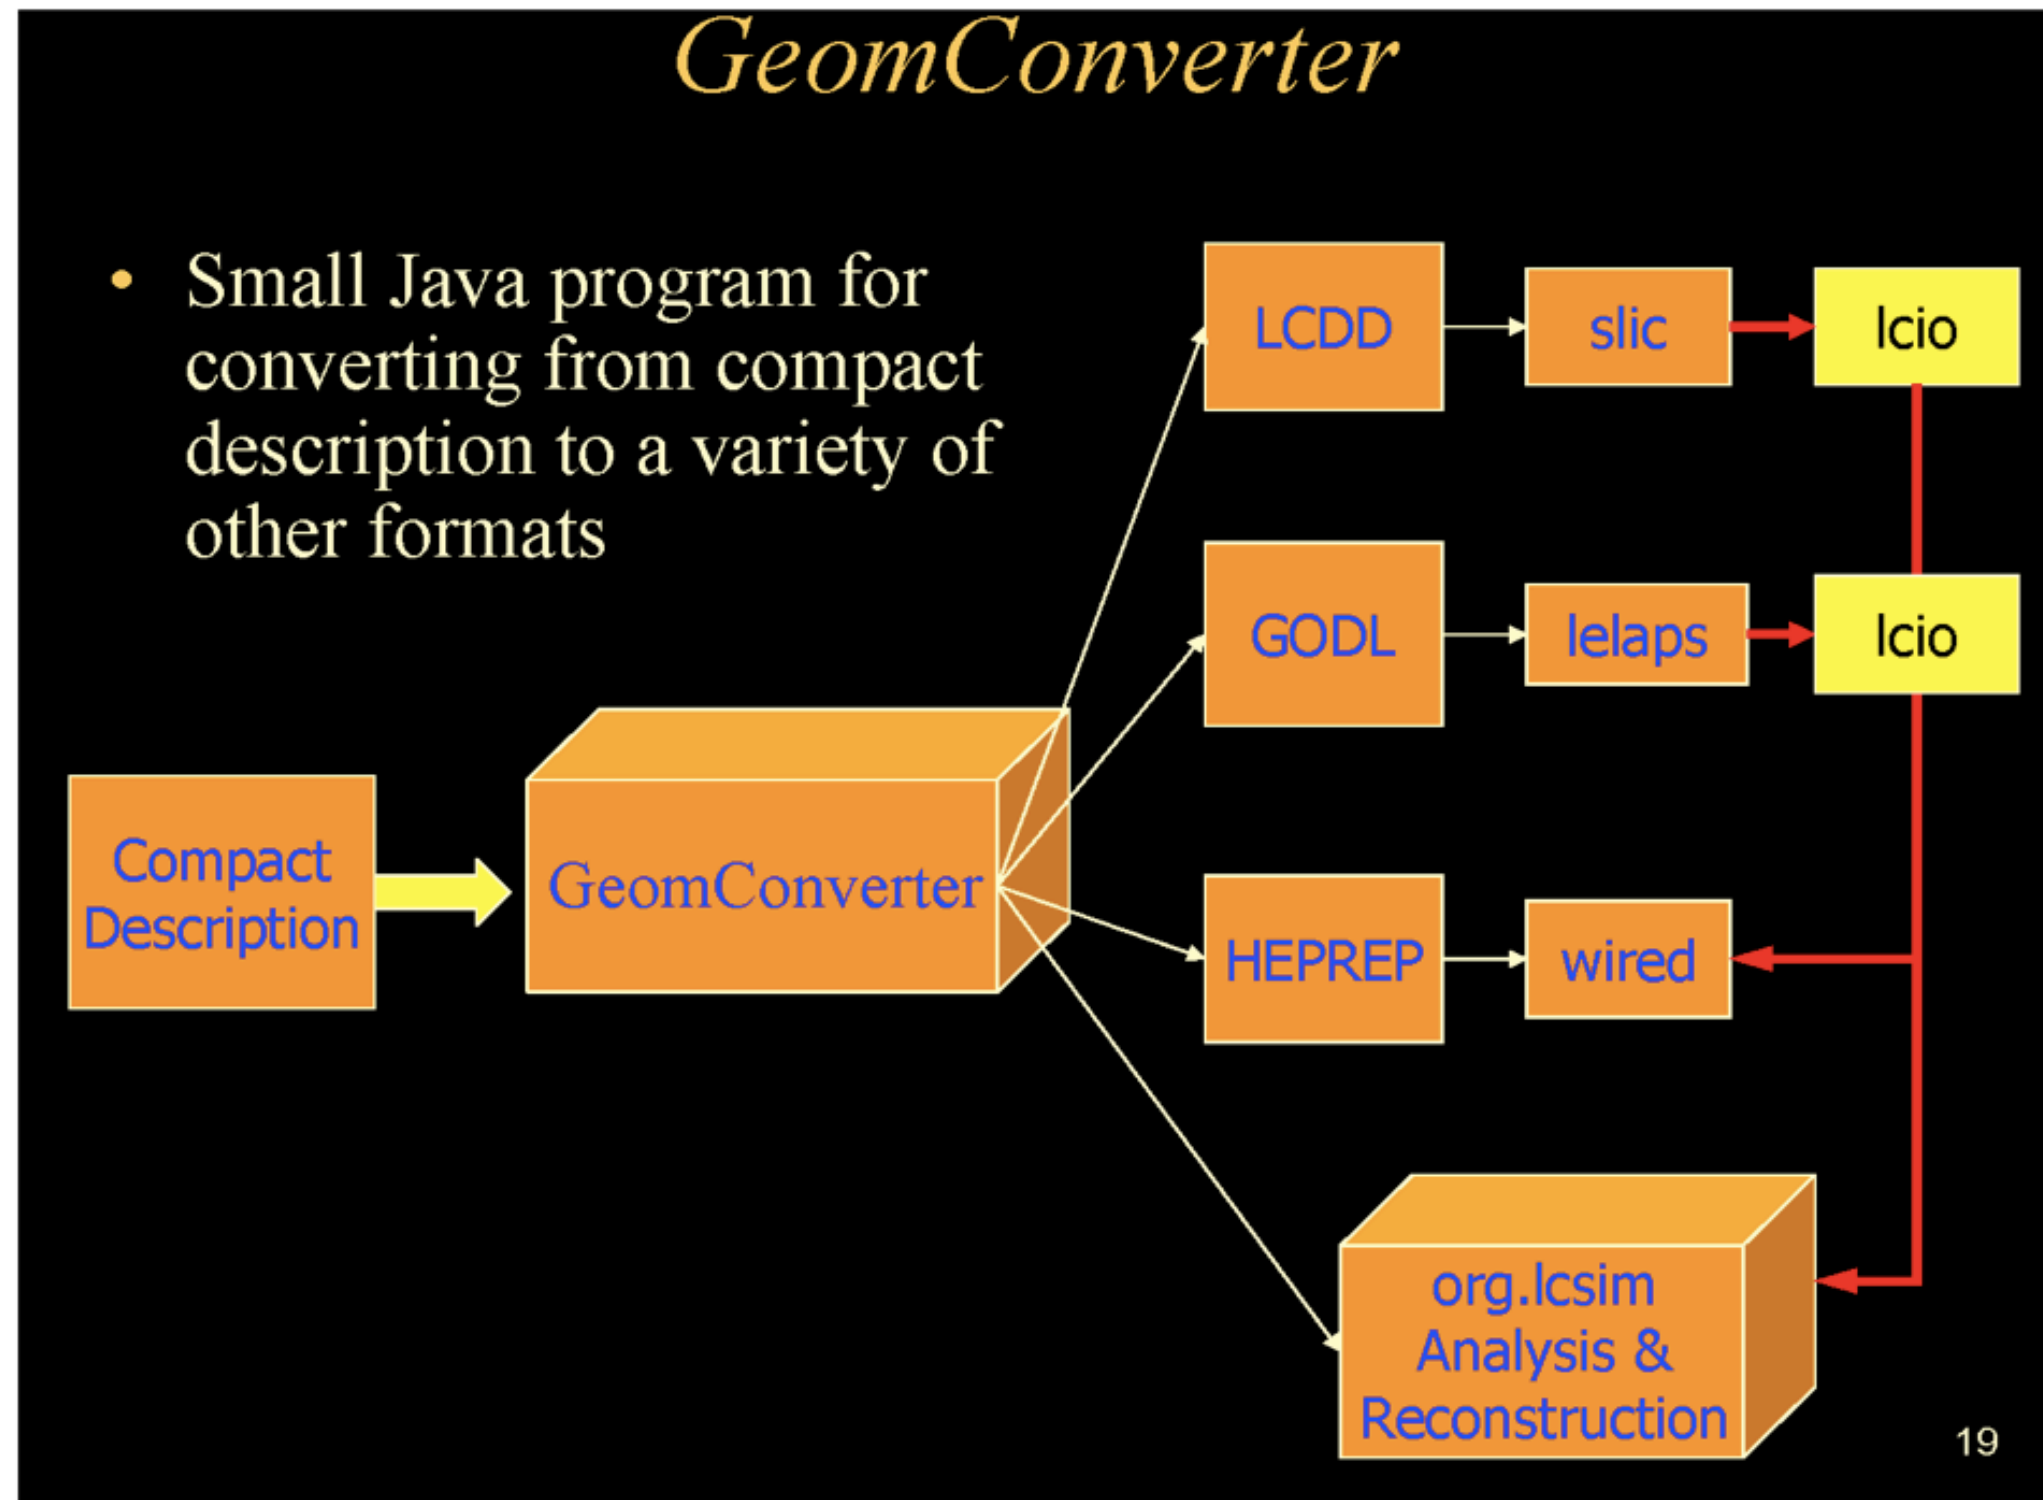 GeomConverter
• Small Java program for
converting from compact
description to a variety of
other formats
LCDD
slic
lcio
GODL
lelaps
lcio
Compact
Description
GeomConverter
HEPREP
wired
org.lcsim
Analysis &
Reconstruction
19